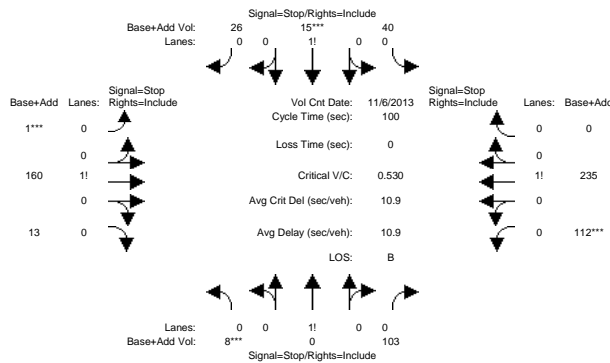 Signal=Stop/Rights=Include
Base+Add Vol: 26 15*** 40
Lanes: 0 0 1! 0 0
Signal=Stop
Base+Add Lanes: Rights=Include
Vol Cnt Date: 11/6/2013
Signal=Stop
Rights=Include Lanes: Base+Add
Cycle Time (sec): 100
1*** 0
0 0
Loss Time (sec): 0
0
0
160 1!
Critical V/C: 0.530
1! 235
0
Avg Crit Del (sec/veh): 10.9
0
13 0
Avg Delay (sec/veh): 10.9
0 112***
LOS: B
Lanes: 0 0 1! 0 0
Base+Add Vol: 8*** 0 103
Signal=Stop/Rights=Include